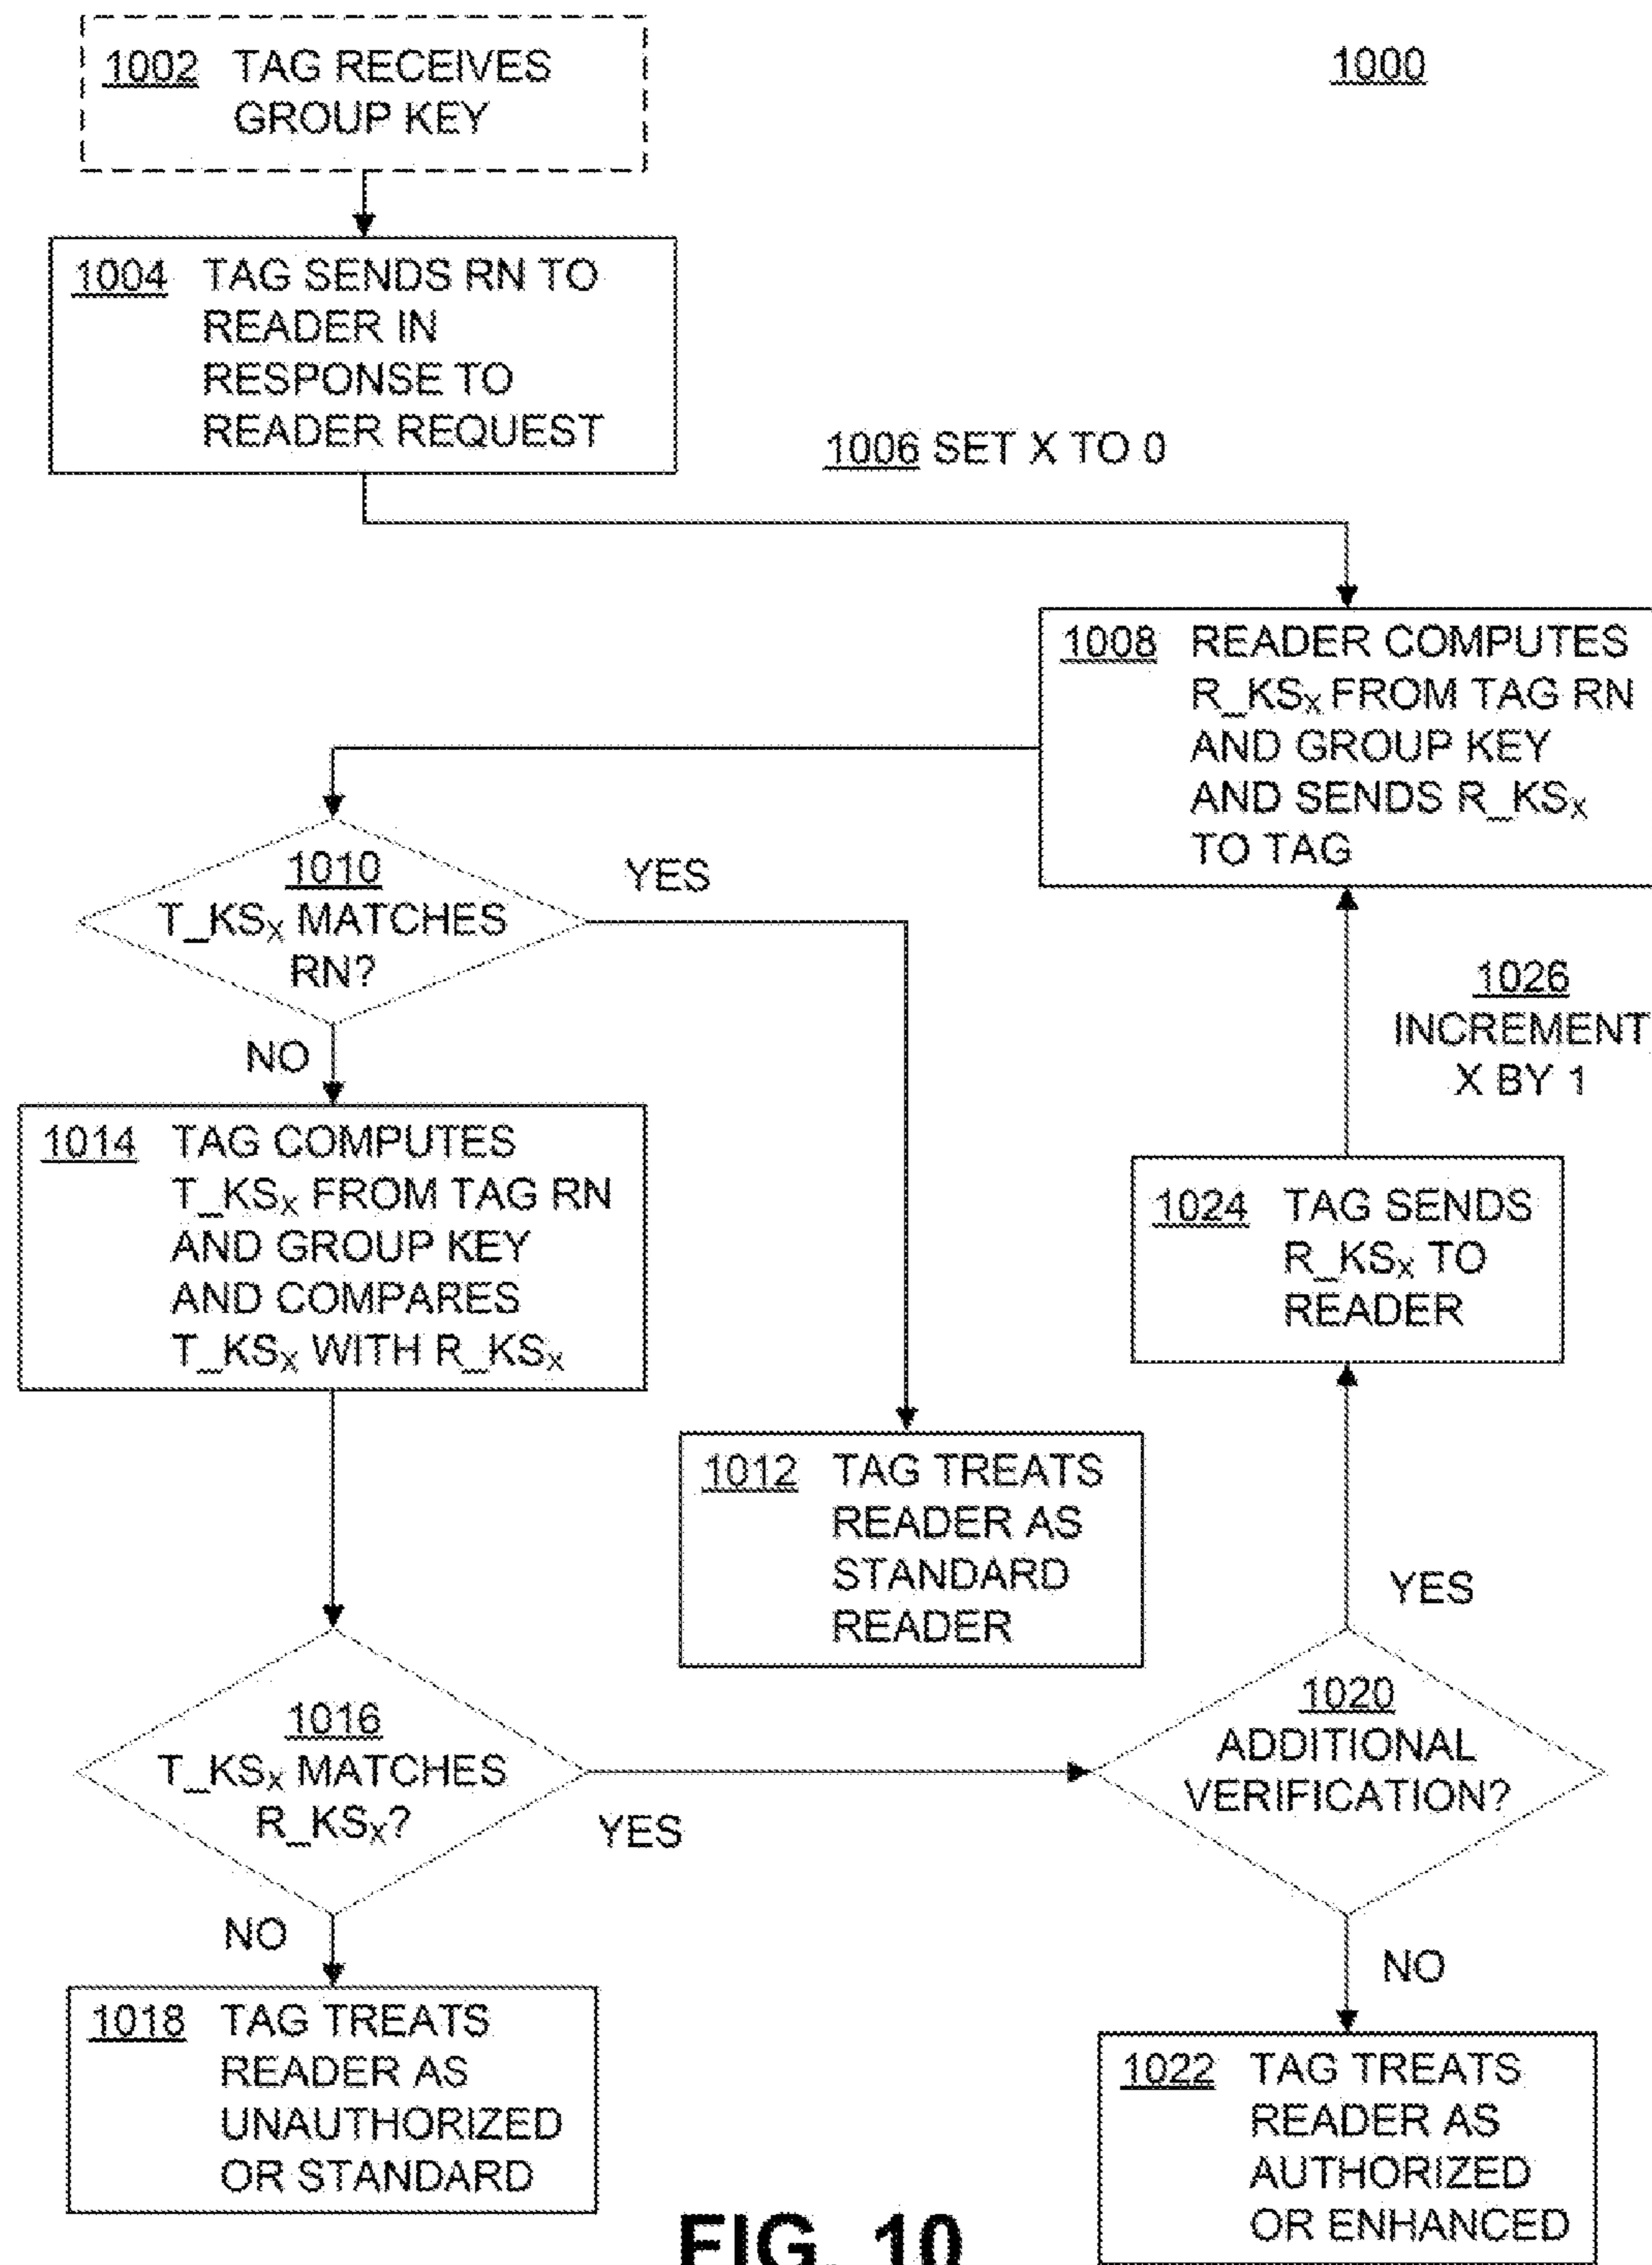 1002 TAG RECEIVES
GROUP KEY
1000
1004 TAG SENDS RN TO
READER IN
RESPONSE TO
READER REQUEST
1006 SET X TO 0
1008 READER COMPUTES
R_KSX FROM TAG RN
AND GROUP KEY
AND SENDS R_KSX
TO TAG
1010
T_KSX MATCHES
RN?
YES
NO
1026
INCREMENT
X BY 1
1014 TAG COMPUTES
T_KSX FROM TAG RN
AND GROUP KEY
AND COMPARES
T_KSX WITH R_KSX
1024 TAG SENDS
R_KSX TO
READER
1012 TAG TREATS
READER AS
STANDARD
READER
YES
1016
T_KSX MATCHES
R_KSX?
YES
1020
ADDITIONAL
VERIFICATION?
NO
NO
1018 TAG TREATS
READER AS
UNAUTHORIZED
OR STANDARD
1022 TAG TREATS
READER AS
AUTHORIZED
OR ENHANCED
FIG. 10